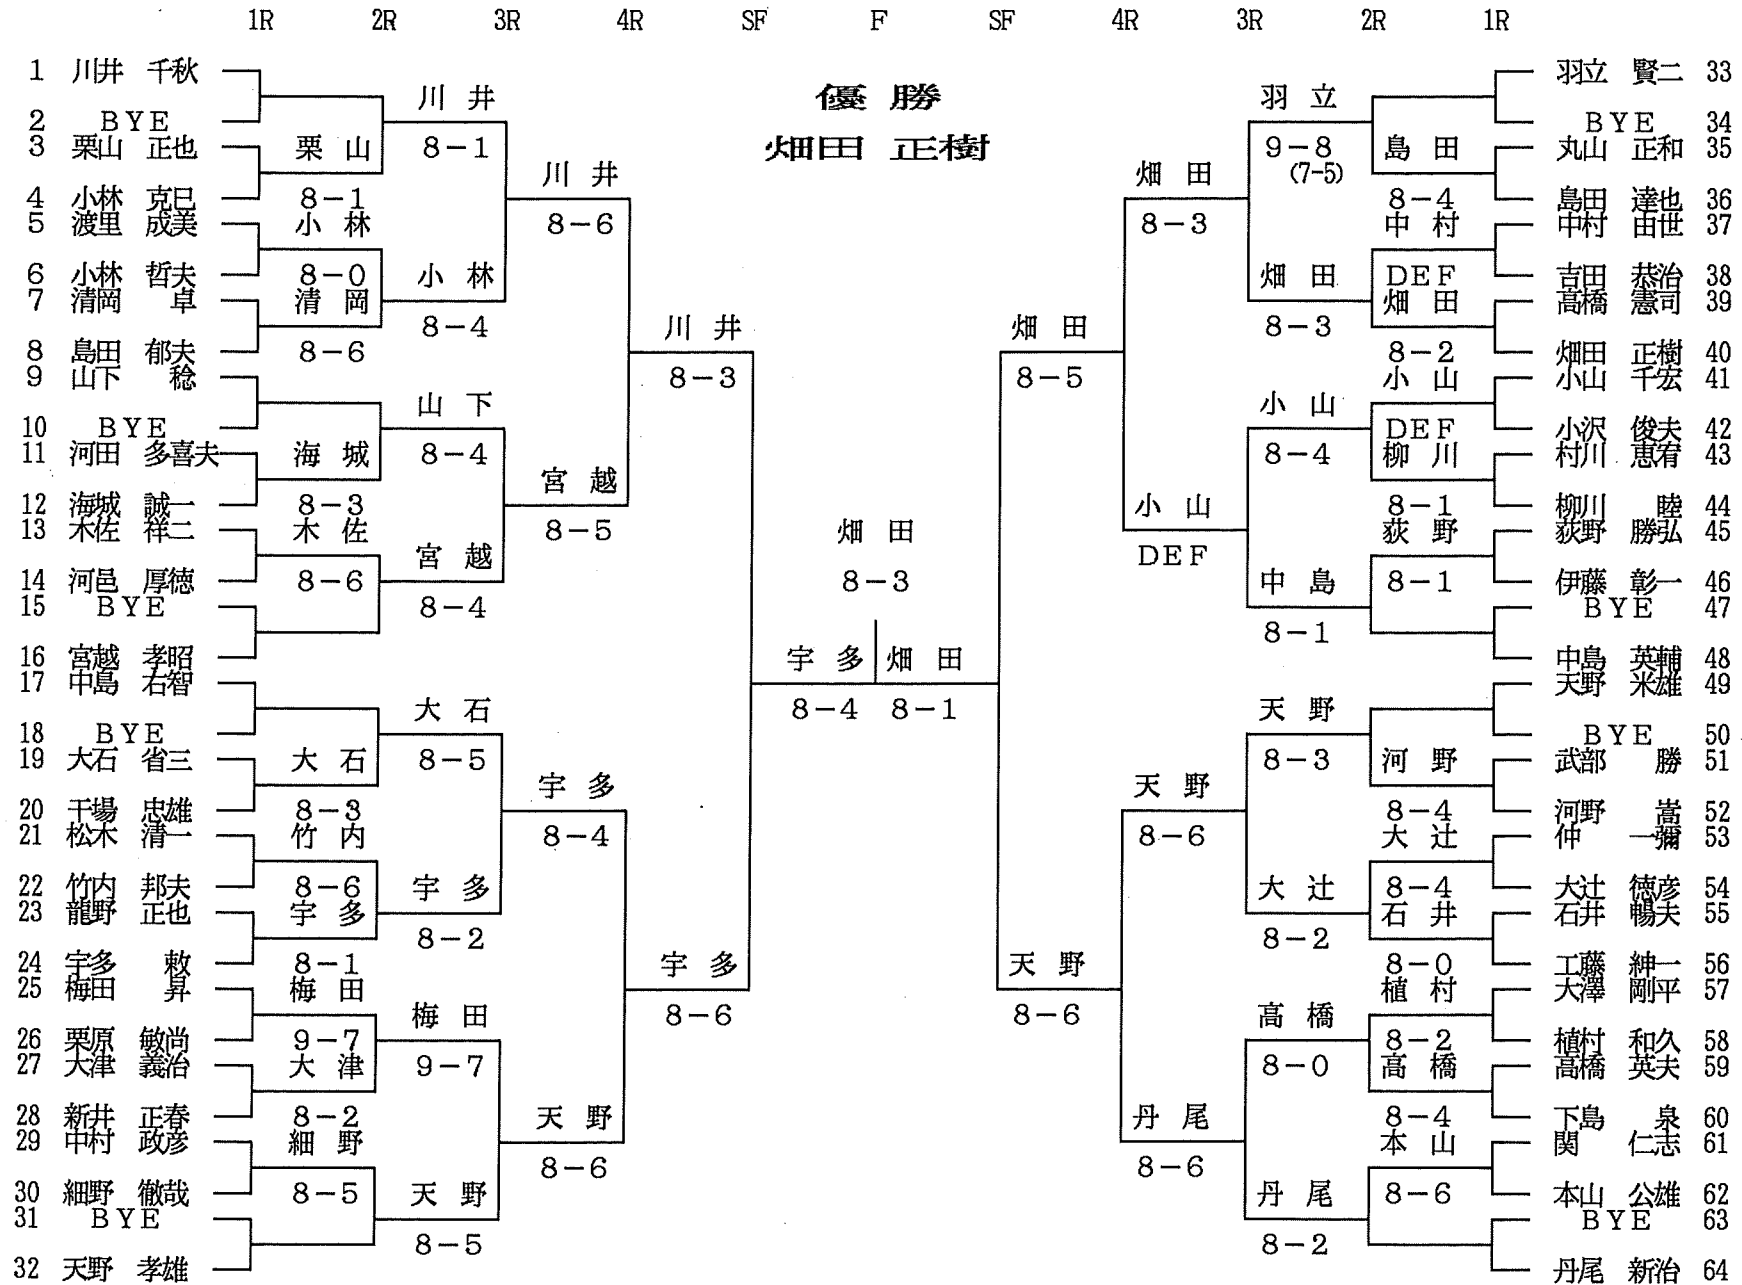 1R 2R 3R 4R SF F SF 4R 3R 2R 1R
1 川井 千秋 羽立 賢二 33
川井 優勝 羽立
2 BYE BYE 34
3 栗山 正也 栗山 8-1 畑田 正樹 9-8 島田 丸山 正和 35
川井 畑田 (7-5)
4 小林 克巳 8-1 8-4 島田 達也 36
5 渡里 成美 小林 8-6 8-3 中村 中村 由世 37
6 小林 哲夫 8-0 小林 畑田 DEF 吉田 恭治 38
7 清岡 卓 清岡 畑田 高橋 憲司 39
8-4 川井 畑田 8-3
8 島田 郁夫 8-6 8-2 畑田 正樹 40
9 山下 稔 8-3 8-5 小山 小山 千宏 41
山下 小山
10 BYE DEF 小沢 俊夫 42
11 河田 多喜夫 海城 8-4 8-4 柳川 村川 恵宥 43
宮越
12 海城 誠一 8-3 小山 8-1 柳川 睦 44
13 木佐 祥二 木佐 8-5 畑田 荻野 荻野 勝弘 45
宮越 DEF
14 河邑 厚徳 8-6 8-3 中島 8-1 伊藤 彰一 46
15 BYE 8-4 BYE 47
8-1
16 宮越 孝昭 宇多 畑田 中島 英輔 48
17 中島 右智 天野 米雄 49
大石 8-4 8-1 天野
18 BYE BYE 50
19 大石 省三 大石 8-5 8-3 河野 武部 勝 51
宇多 天野
20 干場 忠雄 8-3 8-4 河野 嵩 52
21 松木 清一 竹内 8-4 8-6 大辻 仲 一彌 53
22 竹内 邦夫 8-6 宇多 大辻 8-4 大辻 徳彦 54
23 龍野 正也 宇多 石井 石井 暢夫 55
8-2 8-2
24 宇多 敕 8-1 宇多 天野 8-0 工藤 紳一 56
25 梅田 昇 梅田 植村 大澤 剛平 57
梅田 8-6 8-6 高橋
26 栗原 敏尚 9-7 8-2 植村 和久 58
27 大津 義治 大津 9-7 8-0 高橋 高橋 英夫 59
28 新井 正春 8-2 天野 丹尾 8-4 下島 泉 60
29 中村 政彦 細野 本山 関 仁志 61
8-6 8-6
30 細野 徹哉 8-5 天野 丹尾 8-6 本山 公雄 62
31 BYE BYE 63
8-5 8-2
32 天野 孝雄 丹尾 新治 64